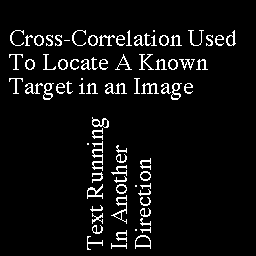 Cross-Correlation Used
To Locate A Known
Target in an Image
Text Running
In Another
Direction